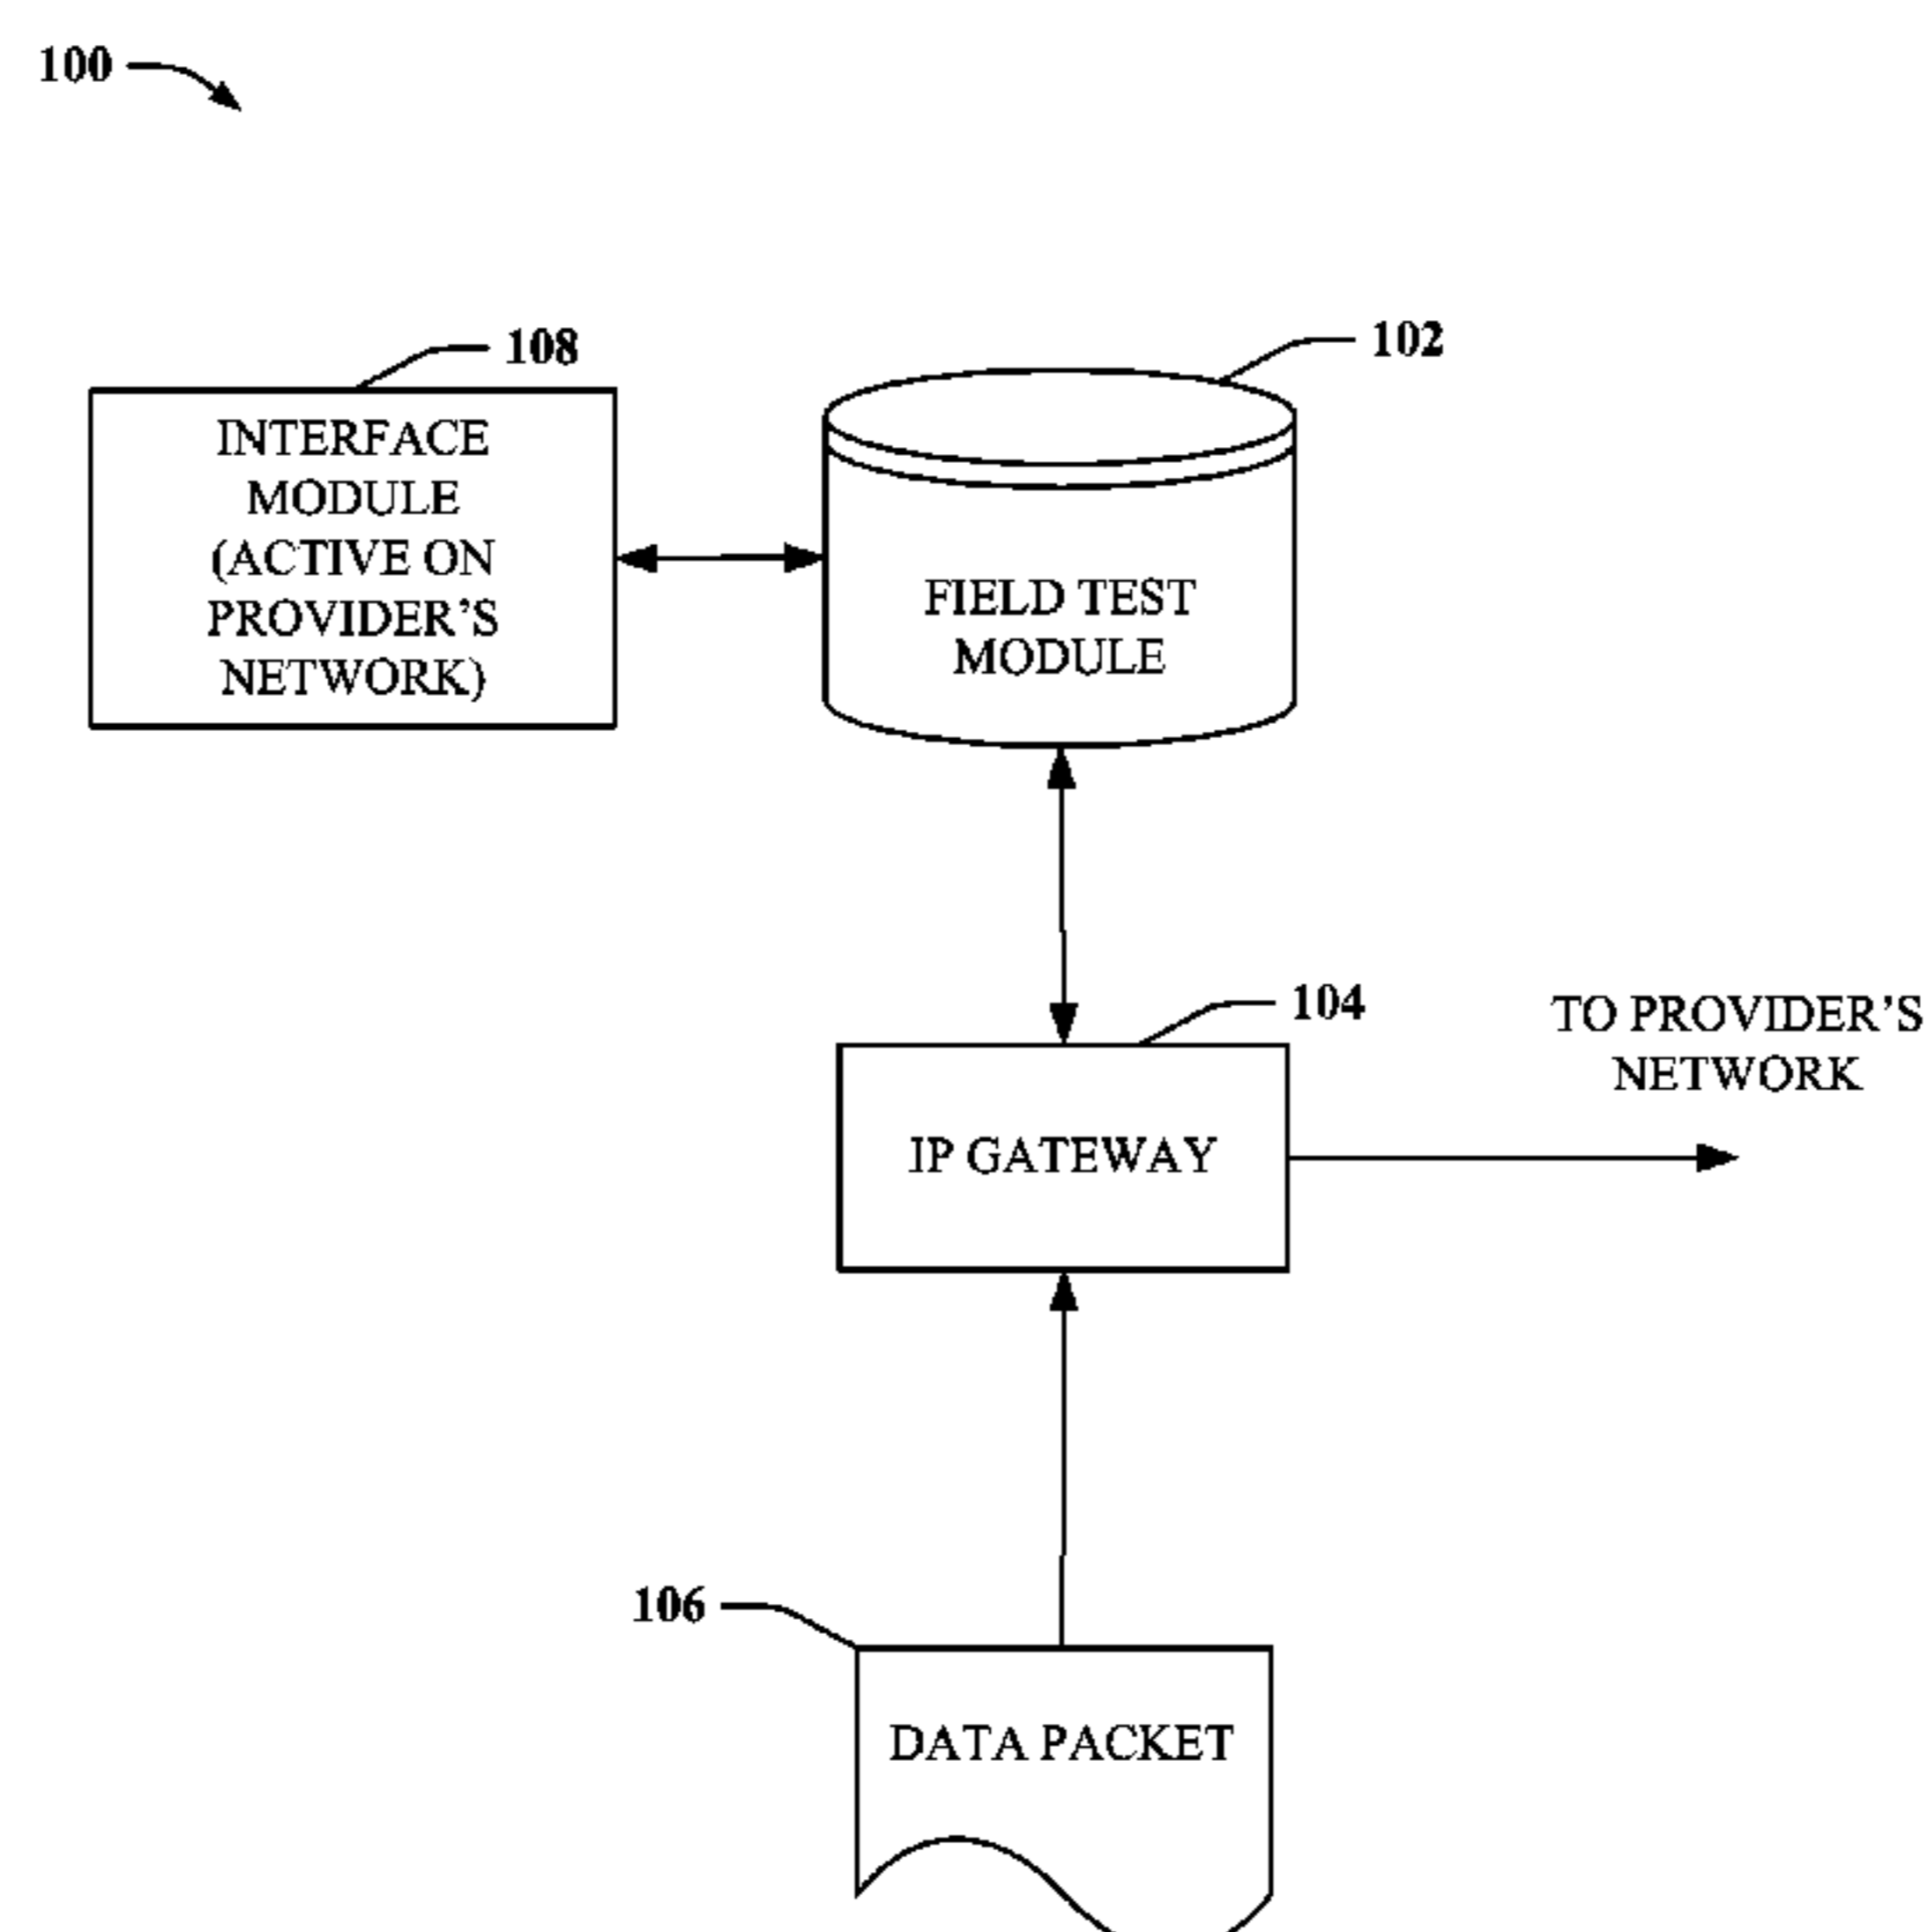 100
108
102
INTERFACE
MODULE
(ACTIVE ON
PROVIDER’S
NETWORK)
FIELD TEST
MODULE
104
TO PROVIDER’S
NETWORK
IP GATEWAY
106
DATA PACKET